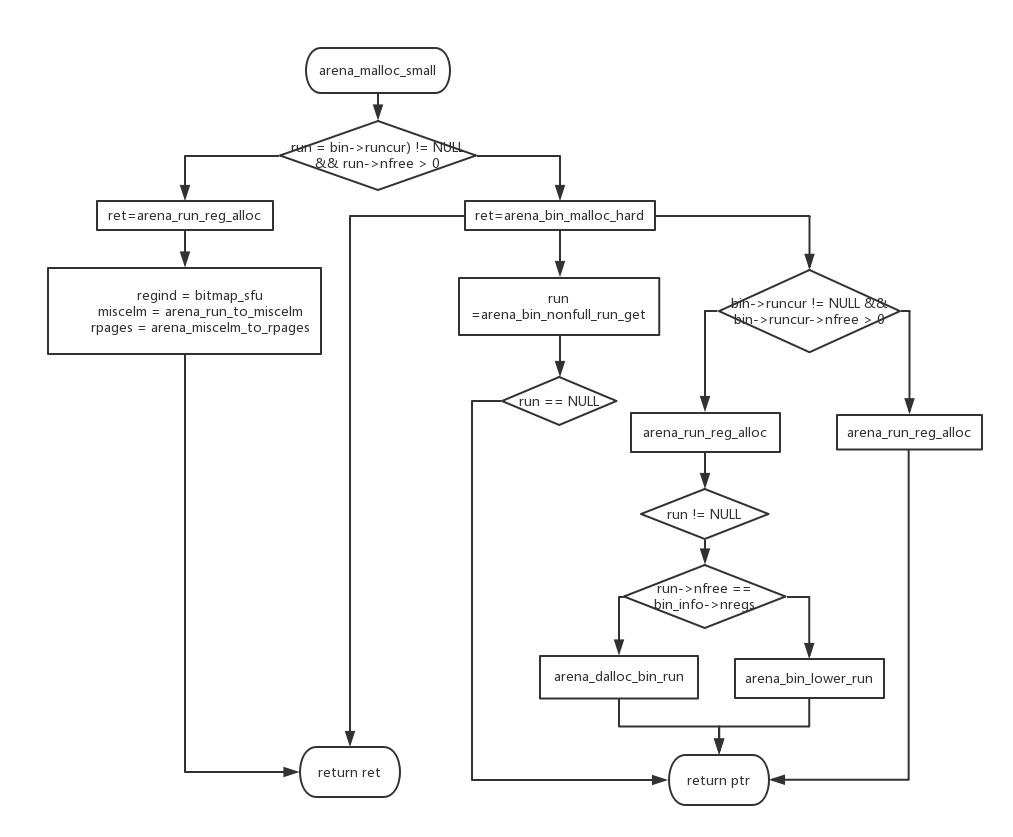 arena_malloc_small
run = bin->runcur) != NULL
&& run->nfree > 0
ret=arena_run_reg_alloc
ret=arena_bin_malloc_hard
regind = bitmap_sfu
miscelm = arena_run_to_miscelm
rpages = arena_miscelm_to_rpages
run
=arena_bin_nonfull_run_get
bin->runcur != NULL &&
bin->runcur->nfree > 0
run == NULL
arena_run_reg_alloc
arena_run_reg_alloc
run != NULL
run->nfree ==
bin_info->nregs
arena_dalloc_bin_run
arena_bin_lower_run
return ret
return ptr